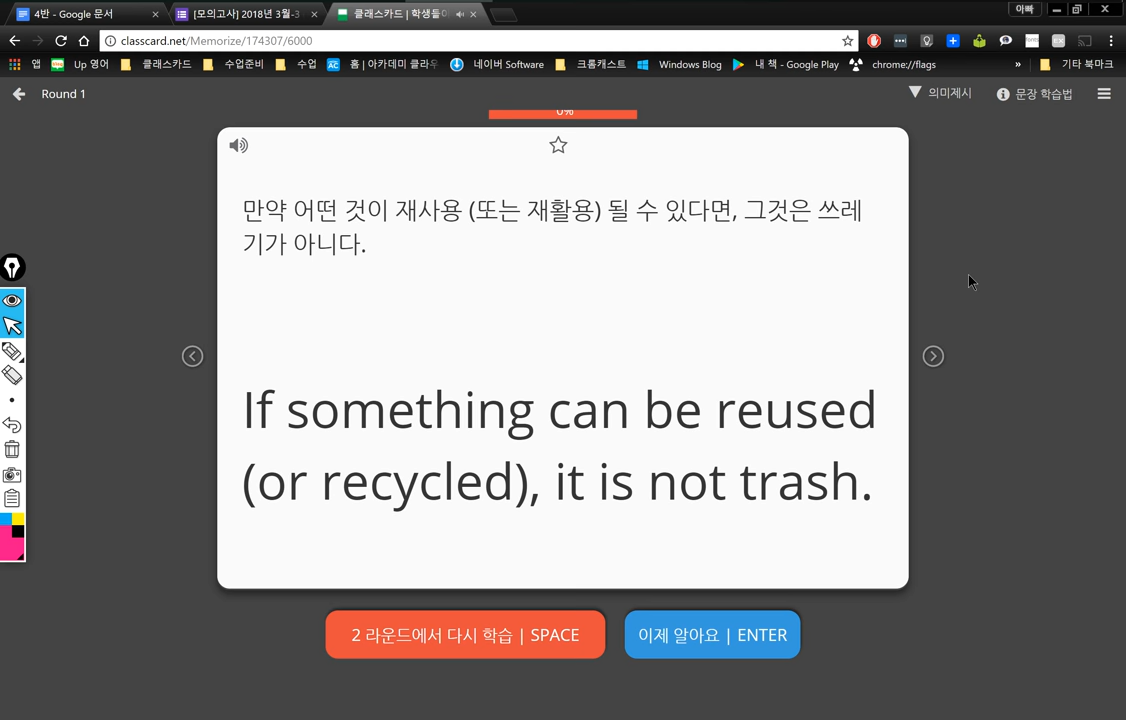 4반 - Google 문서
[모의고사] 2018년 3월-3
클래스카드 | 학생들이
아빠
classcard.net/Memorize/174307/6000
앱
Up 영어
클래스카드
수업준비
수업
홈 | 아카데미 클라우
네이버 Software
크롬캐스트
Windows Blog
내 책 - Google Play
chrome://flags
»
기타 북마크
Round 1
의미제시
문장 학습법
0%
만약 어떤 것이 재사용 (또는 재활용) 될 수 있다면, 그것은 쓰레
기가 아니다.
If something can be reused
(or recycled), it is not trash.
2 라운드에서 다시 학습 | SPACE
이제 알아요 | ENTER